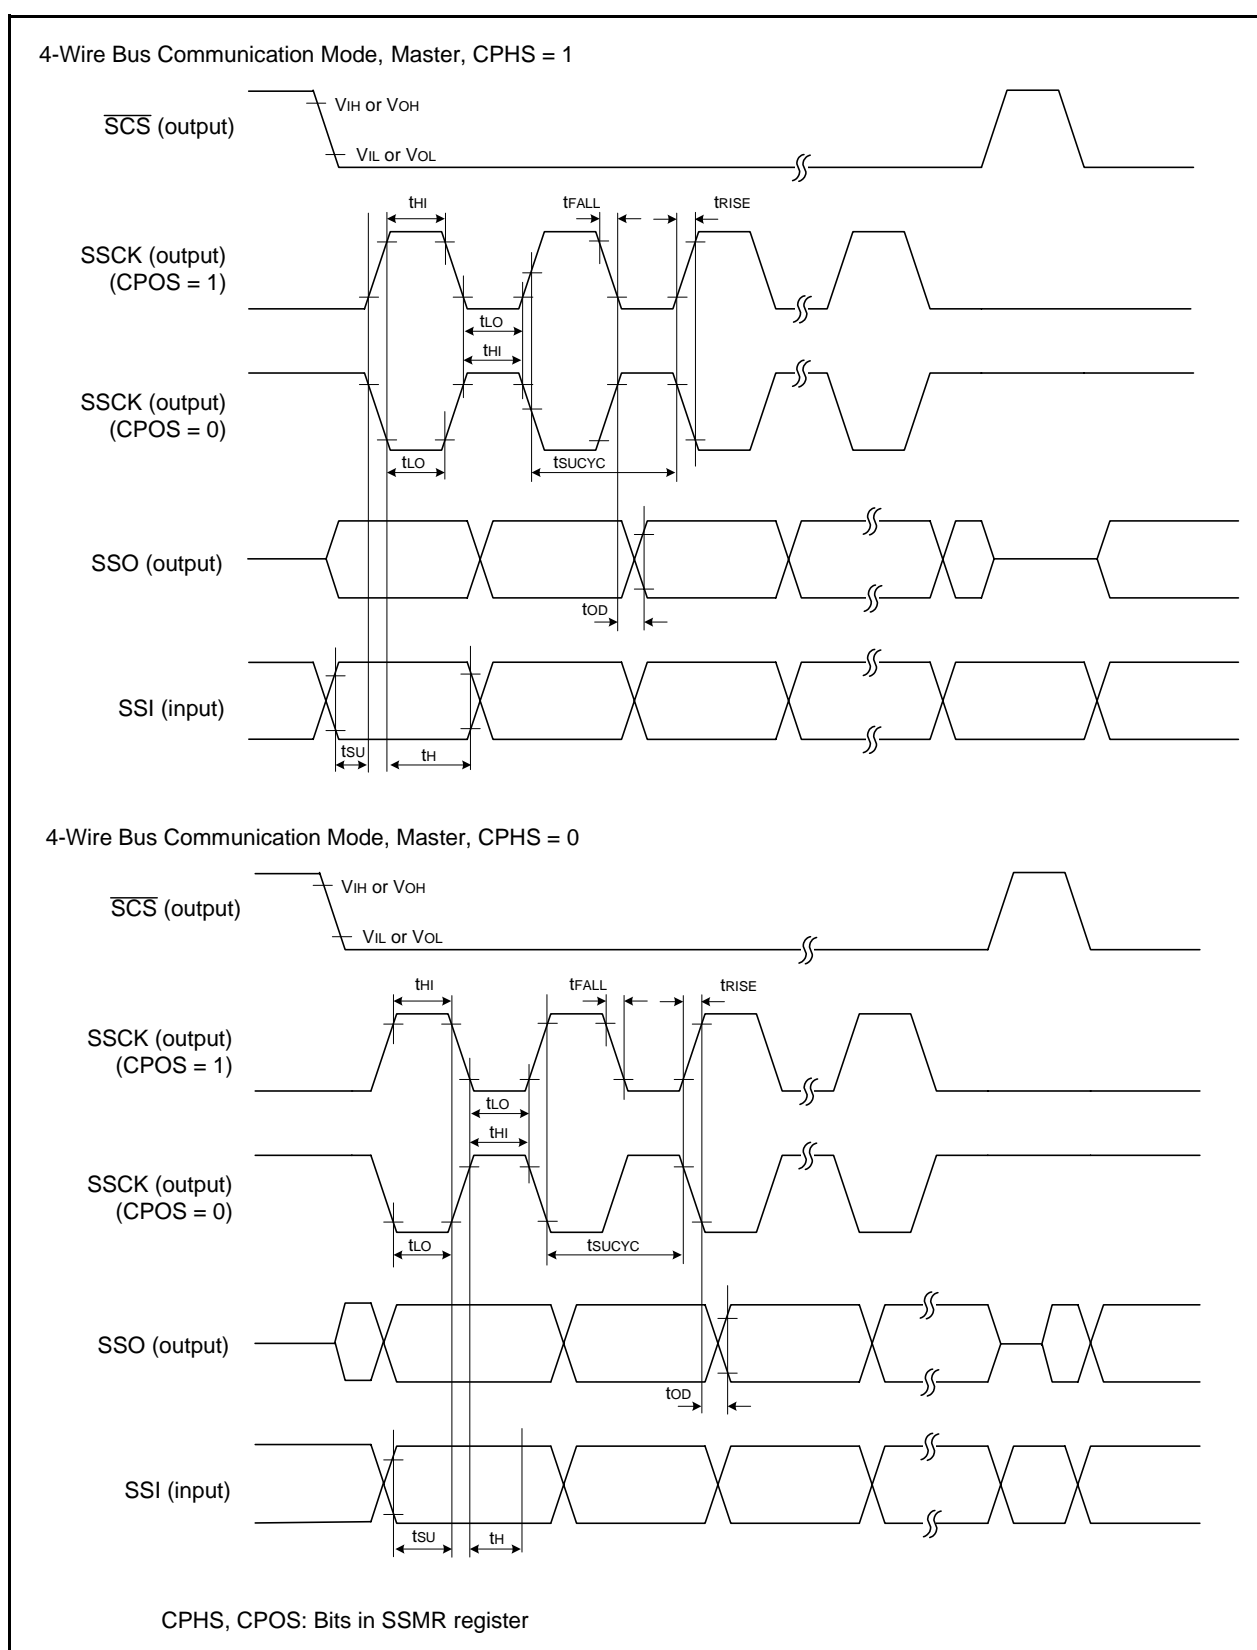 4-Wire Bus Communication Mode, Master, CPHS = 1
VIH or VOH
SCS (output)
VIL or VOL
tHI
tFALL
tRISE
SSCK (output)
(CPOS = 1)
tLO
tHI
SSCK (output)
(CPOS = 0)
tLO
tSUCYC
SSO (output)
tOD
SSI (input)
tSU
tH
4-Wire Bus Communication Mode, Master, CPHS = 0
VIH or VOH
SCS (output)
VIL or VOL
tHI
tFALL
tRISE
SSCK (output)
(CPOS = 1)
tLO
tHI
SSCK (output)
(CPOS = 0)
tLO
tSUCYC
SSO (output)
tOD
SSI (input)
tSU
tH
CPHS, CPOS: Bits in SSMR register